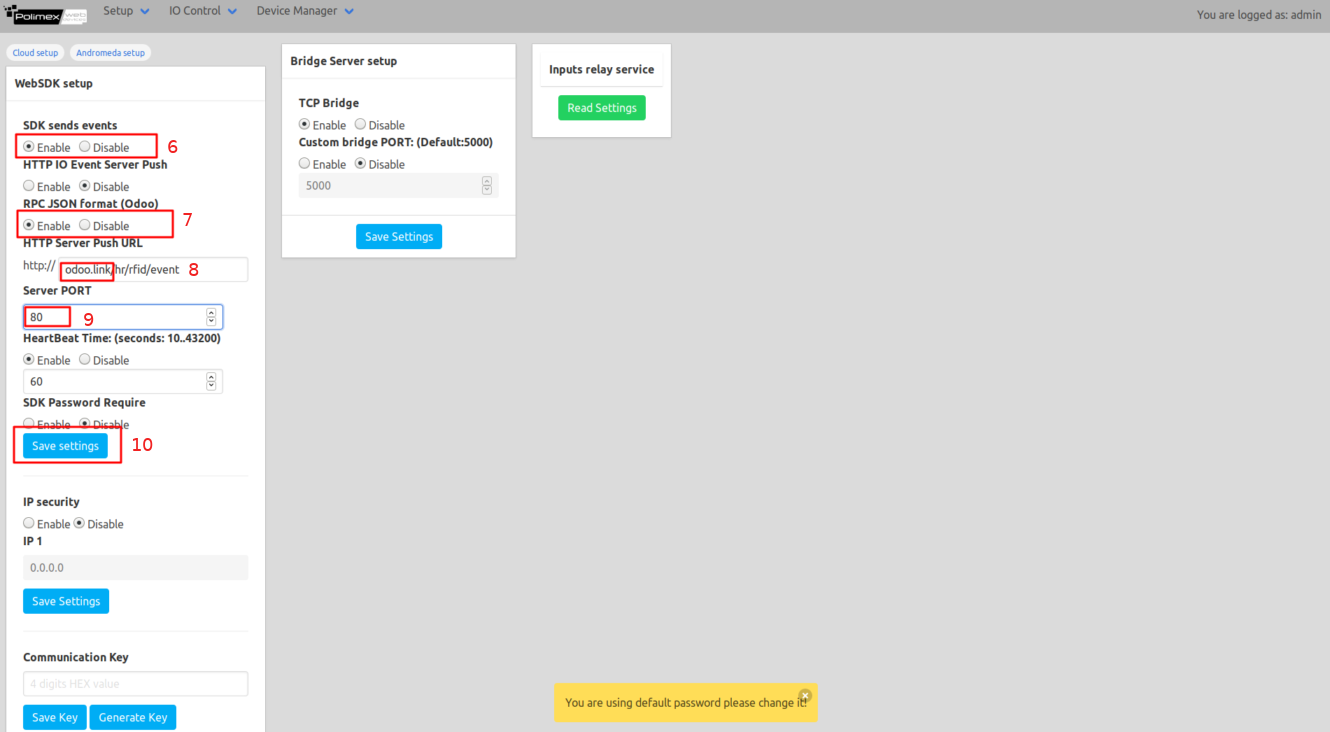 Polimex web
Setup IO Control Device Manager You are logged as: admin
Cloud setup Andromeda setup
WebSDK setup
SDK sends events
Enable Disable 6
HTTP IO Event Server Push
Enable Disable
RPC JSON format (Odoo)
Enable Disable 7
HTTP Server Push URL
http:// odoo.link/hr/rfid/event 8
Server PORT
80 9
HeartBeat Time: (seconds: 10..43200)
Enable Disable
60
SDK Password Require
Enable Disable
Save settings 10
IP security
Enable Disable
IP 1
0.0.0.0
Save Settings
Communication Key
4 digits HEX value
Save Key Generate Key
Bridge Server setup
TCP Bridge
Enable Disable
Custom bridge PORT: (Default:5000)
Enable Disable
5000
Save Settings
Inputs relay service
Read Settings
You are using default password please change it!